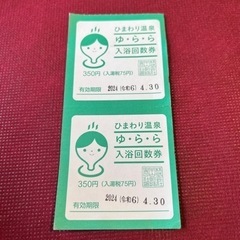 ひまわり温泉
ゆ・ら・ら
入浴回数券
350円(入湯税75円)
有効期限
2024 (令和6) 4.30
ひまわり温泉
ゆ・ら・ら
入浴回数券
350円(入湯税75円)
有効期限
2024 (令和6) 4.30